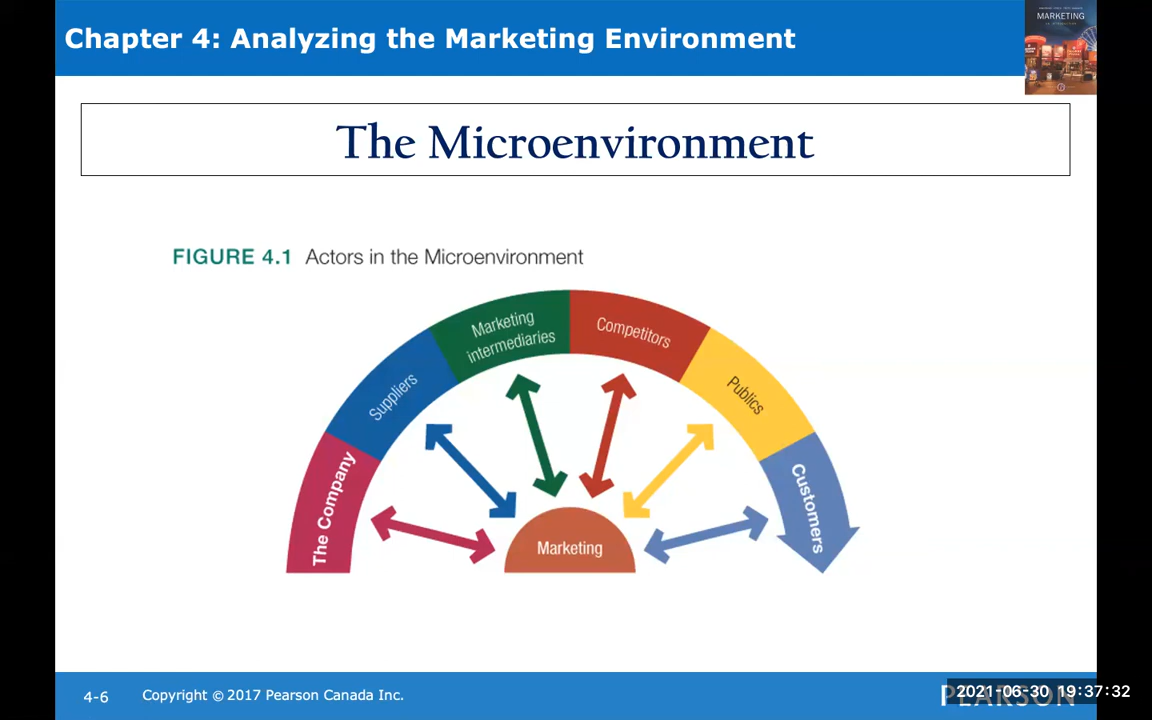 Chapter 4: Analyzing the Marketing Environment
MARKETING
The Microenvironment
FIGURE 4.1 Actors in the Microenvironment
The Company
Suppliers
Marketing
intermediaries
Competitors
Publics
Customers
Marketing
4-6
Copyright © 2017 Pearson Canada Inc.
PEARSON
2021-06-30 19:37:32